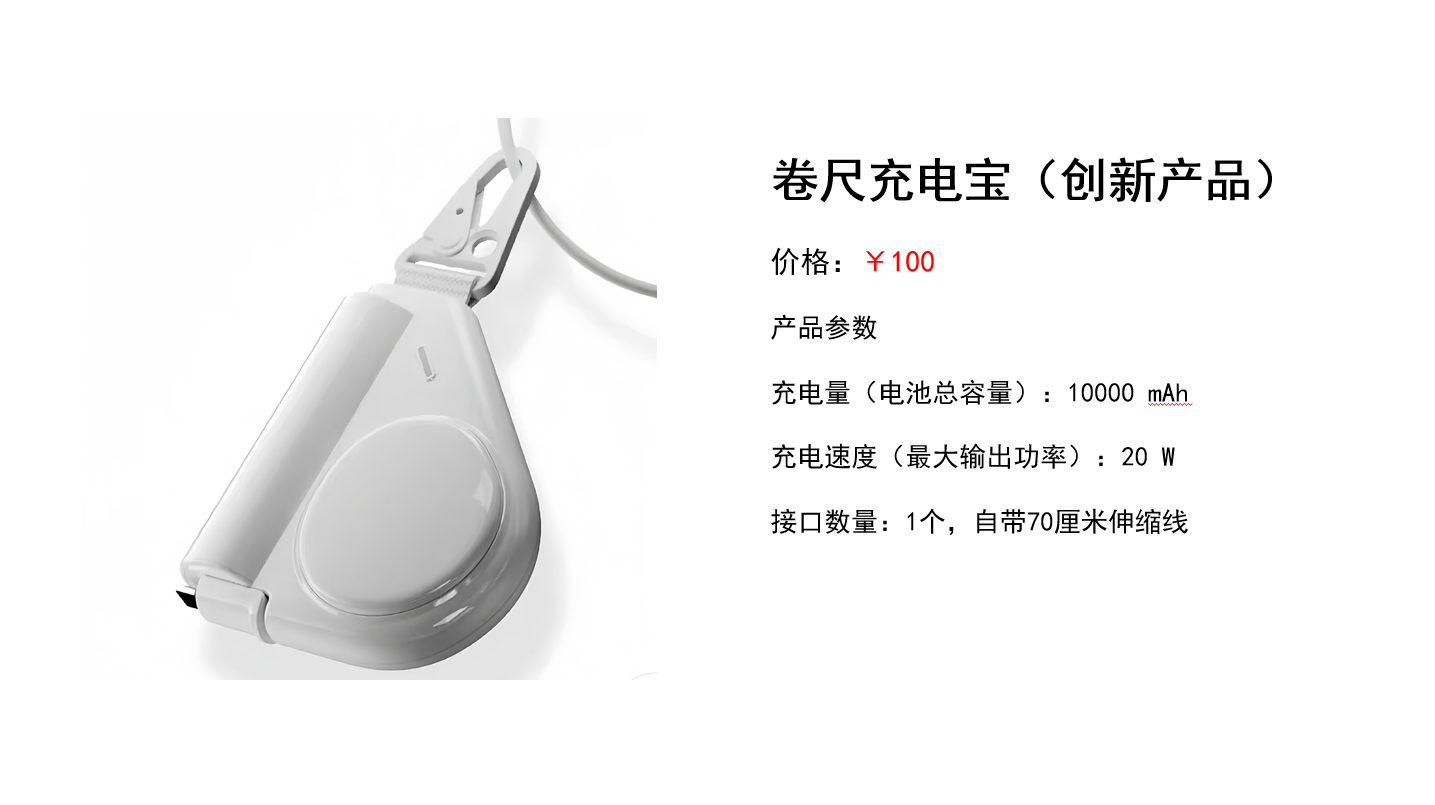 卷尺充电宝（创新产品）
价格：￥100
产品参数
充电量（电池总容量）：10000 mAh
充电速度（最大输出功率）：20 W
接口数量：1个，自带70厘米伸缩线